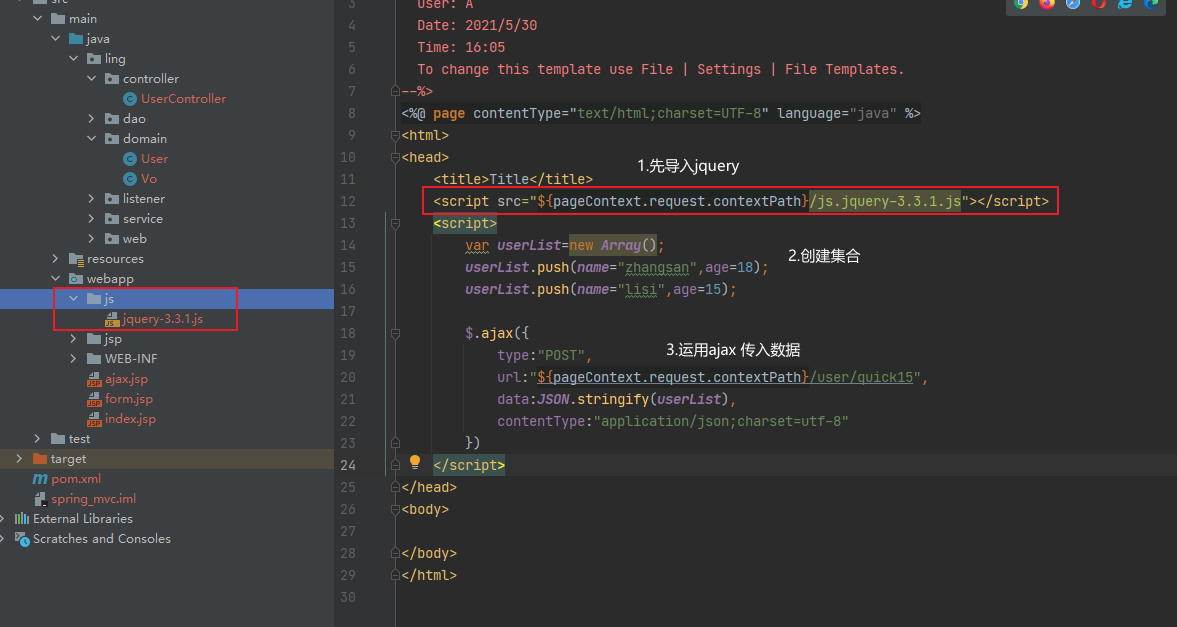 src
main
java
ling
controller
UserController
dao
domain
User
Vo
listener
service
web
resources
webapp
js
jquery-3.3.1.js
jsp
WEB-INF
ajax.jsp
form.jsp
index.jsp
test
target
pom.xml
spring_mvc.iml
External Libraries
Scratches and Consoles
3 User: A
4 Date: 2021/5/30
5 Time: 16:05
6 To change this template use File | Settings | File Templates.
7 --%>
8 <%@ page contentType="text/html;charset=UTF-8" language="java" %>
9 <html>
10 <head>
1.先导入jquery
11 <title>Title</title>
12 <script src="${pageContext.request.contextPath}/js.jquery-3.3.1.js"></script>
13 <script>
14 var userList=new Array();
2.创建集合
15 userList.push(name="zhangsan",age=18);
16 userList.push(name="lisi",age=15);
17
18 $.ajax({
19 type:"POST",
3.运用ajax 传入数据
20 url:"${pageContext.request.contextPath}/user/quick15",
21 data:JSON.stringify(userList),
22 contentType:"application/json;charset=utf-8"
23 })
24 </script>
25 </head>
26 <body>
27
28 </body>
29 </html>
30